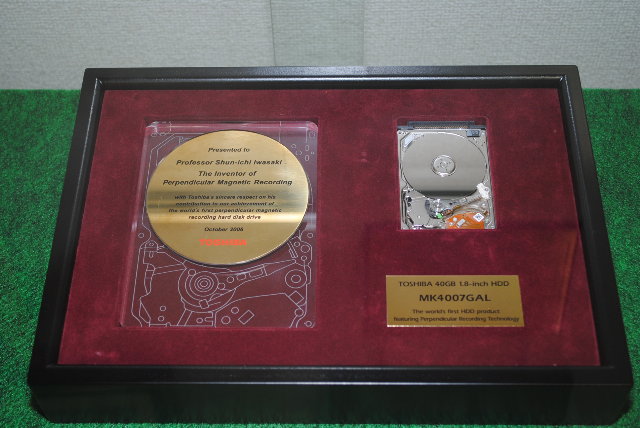 Presented to
Professor Shun-ichi Iwasaki
The Inventor of
Perpendicular Magnetic Recording
with Toshiba's sincere respect on his
contribution to our achievement of
the world's first perpendicular magnetic
recording hard disk drive
October 2006
TOSHIBA
TOSHIBA 40GB 1.8-inch HDD
MK4007GAL
The world's first HDD product
featuring Perpendicular Recording Technology